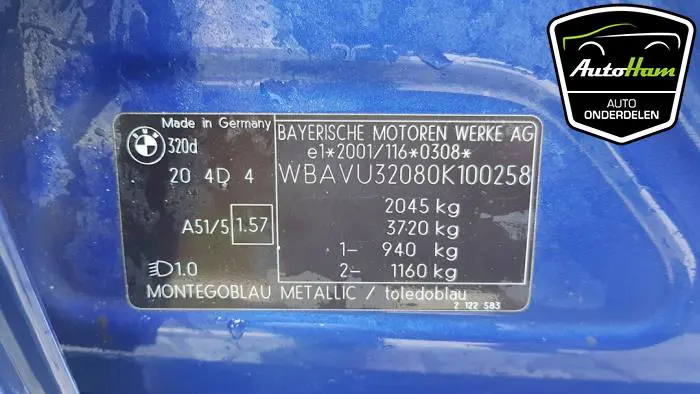 AutoHam
AUTO
ONDERDELEN
BMW
Made in Germany
320d
20 4D 4
A51/5 1.57
1.0
BAYERISCHE MOTOREN WERKE AG
e1*2001/116*0308*
WBAVU32080K100258
2045 kg
3720 kg
1- 940 kg
2- 1160 kg
MONTEGOBLAU METALLIC / toledoblau
2 122 583